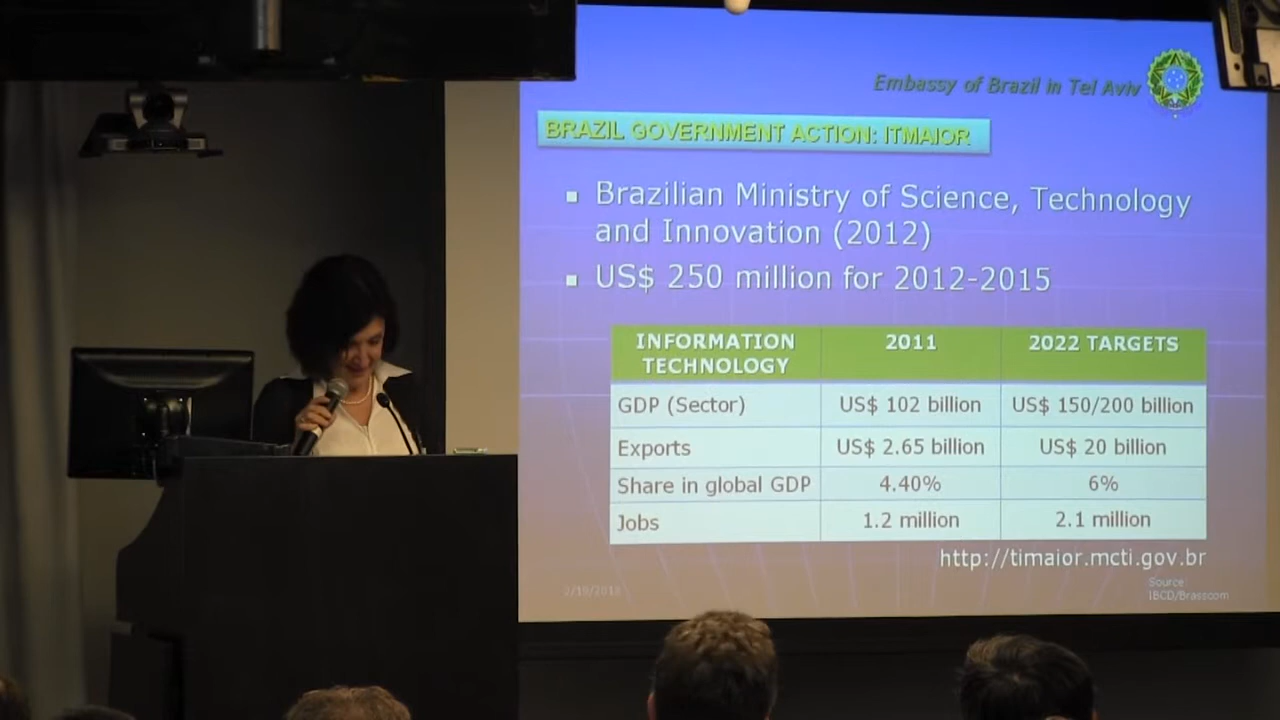 Embassy of Brazil in Tel Aviv
BRAZIL GOVERNMENT ACTION: ITMAIOR
Brazilian Ministry of Science, Technology
and Innovation (2012)
US$ 250 million for 2012-2015
INFORMATION TECHNOLOGY 2011 2022 TARGETS
GDP (Sector) US$ 102 billion US$ 150/200 billion
Exports US$ 2.65 billion US$ 20 billion
Share in global GDP 4.40% 6%
Jobs 1.2 million 2.1 million
http://timaior.mcti.gov.br
Source:
IBCD/Brasscom